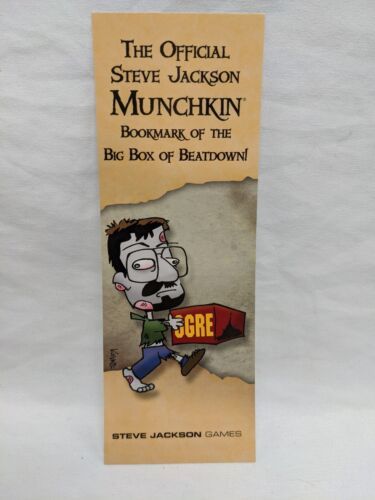 The Official
Steve Jackson
Munchkin®
Bookmark of the
Big Box of Beatdown!
OGRE
STEVE JACKSON GAMES